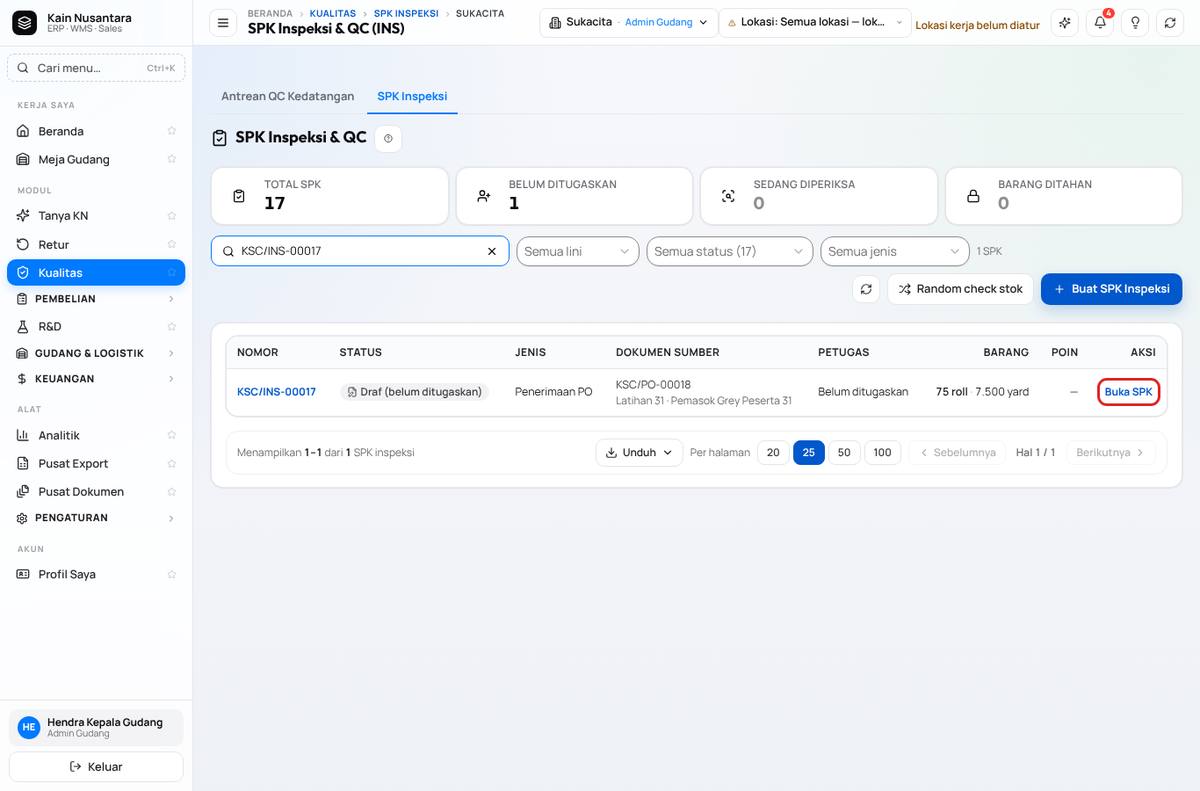 Kain Nusantara
ERP · WMS · Sales
Cari menu... Ctrl+K
KERJA SAYA
Beranda
Meja Gudang
MODUL
Tanya KN
Retur
Kualitas
PEMBELIAN
R&D
GUDANG & LOGISTIK
KEUANGAN
ALAT
Analitik
Pusat Export
Pusat Dokumen
PENGATURAN
AKUN
Profil Saya
HE
Hendra Kepala Gudang
Admin Gudang
Keluar
BERANDA › KUALITAS › SPK INSPEKSI › SUKACITA
SPK Inspeksi & QC (INS)
Sukacita · Admin Gudang
Lokasi: Semua lokasi — lok...
Lokasi kerja belum diatur
4
Antrean QC Kedatangan
SPK Inspeksi
SPK Inspeksi & QC
TOTAL SPK
17
BELUM DITUGASKAN
1
SEDANG DIPERIKSA
0
BARANG DITAHAN
0
KSC/INS-00017
Semua lini
Semua status (17)
Semua jenis
1 SPK
Random check stok
+ Buat SPK Inspeksi
NOMOR STATUS JENIS DOKUMEN SUMBER PETUGAS BARANG POIN AKSI
KSC/INS-00017 Draf (belum ditugaskan) Penerimaan PO KSC/PO-00018 Belum ditugaskan 75 roll · 7.500 yard — Buka SPK
Latihan 31 · Pemasok Grey Peserta 31
Menampilkan 1–1 dari 1 SPK inspeksi
Unduh
Per halaman 20 25 50 100
Sebelumnya
Hal 1 / 1
Berikutnya